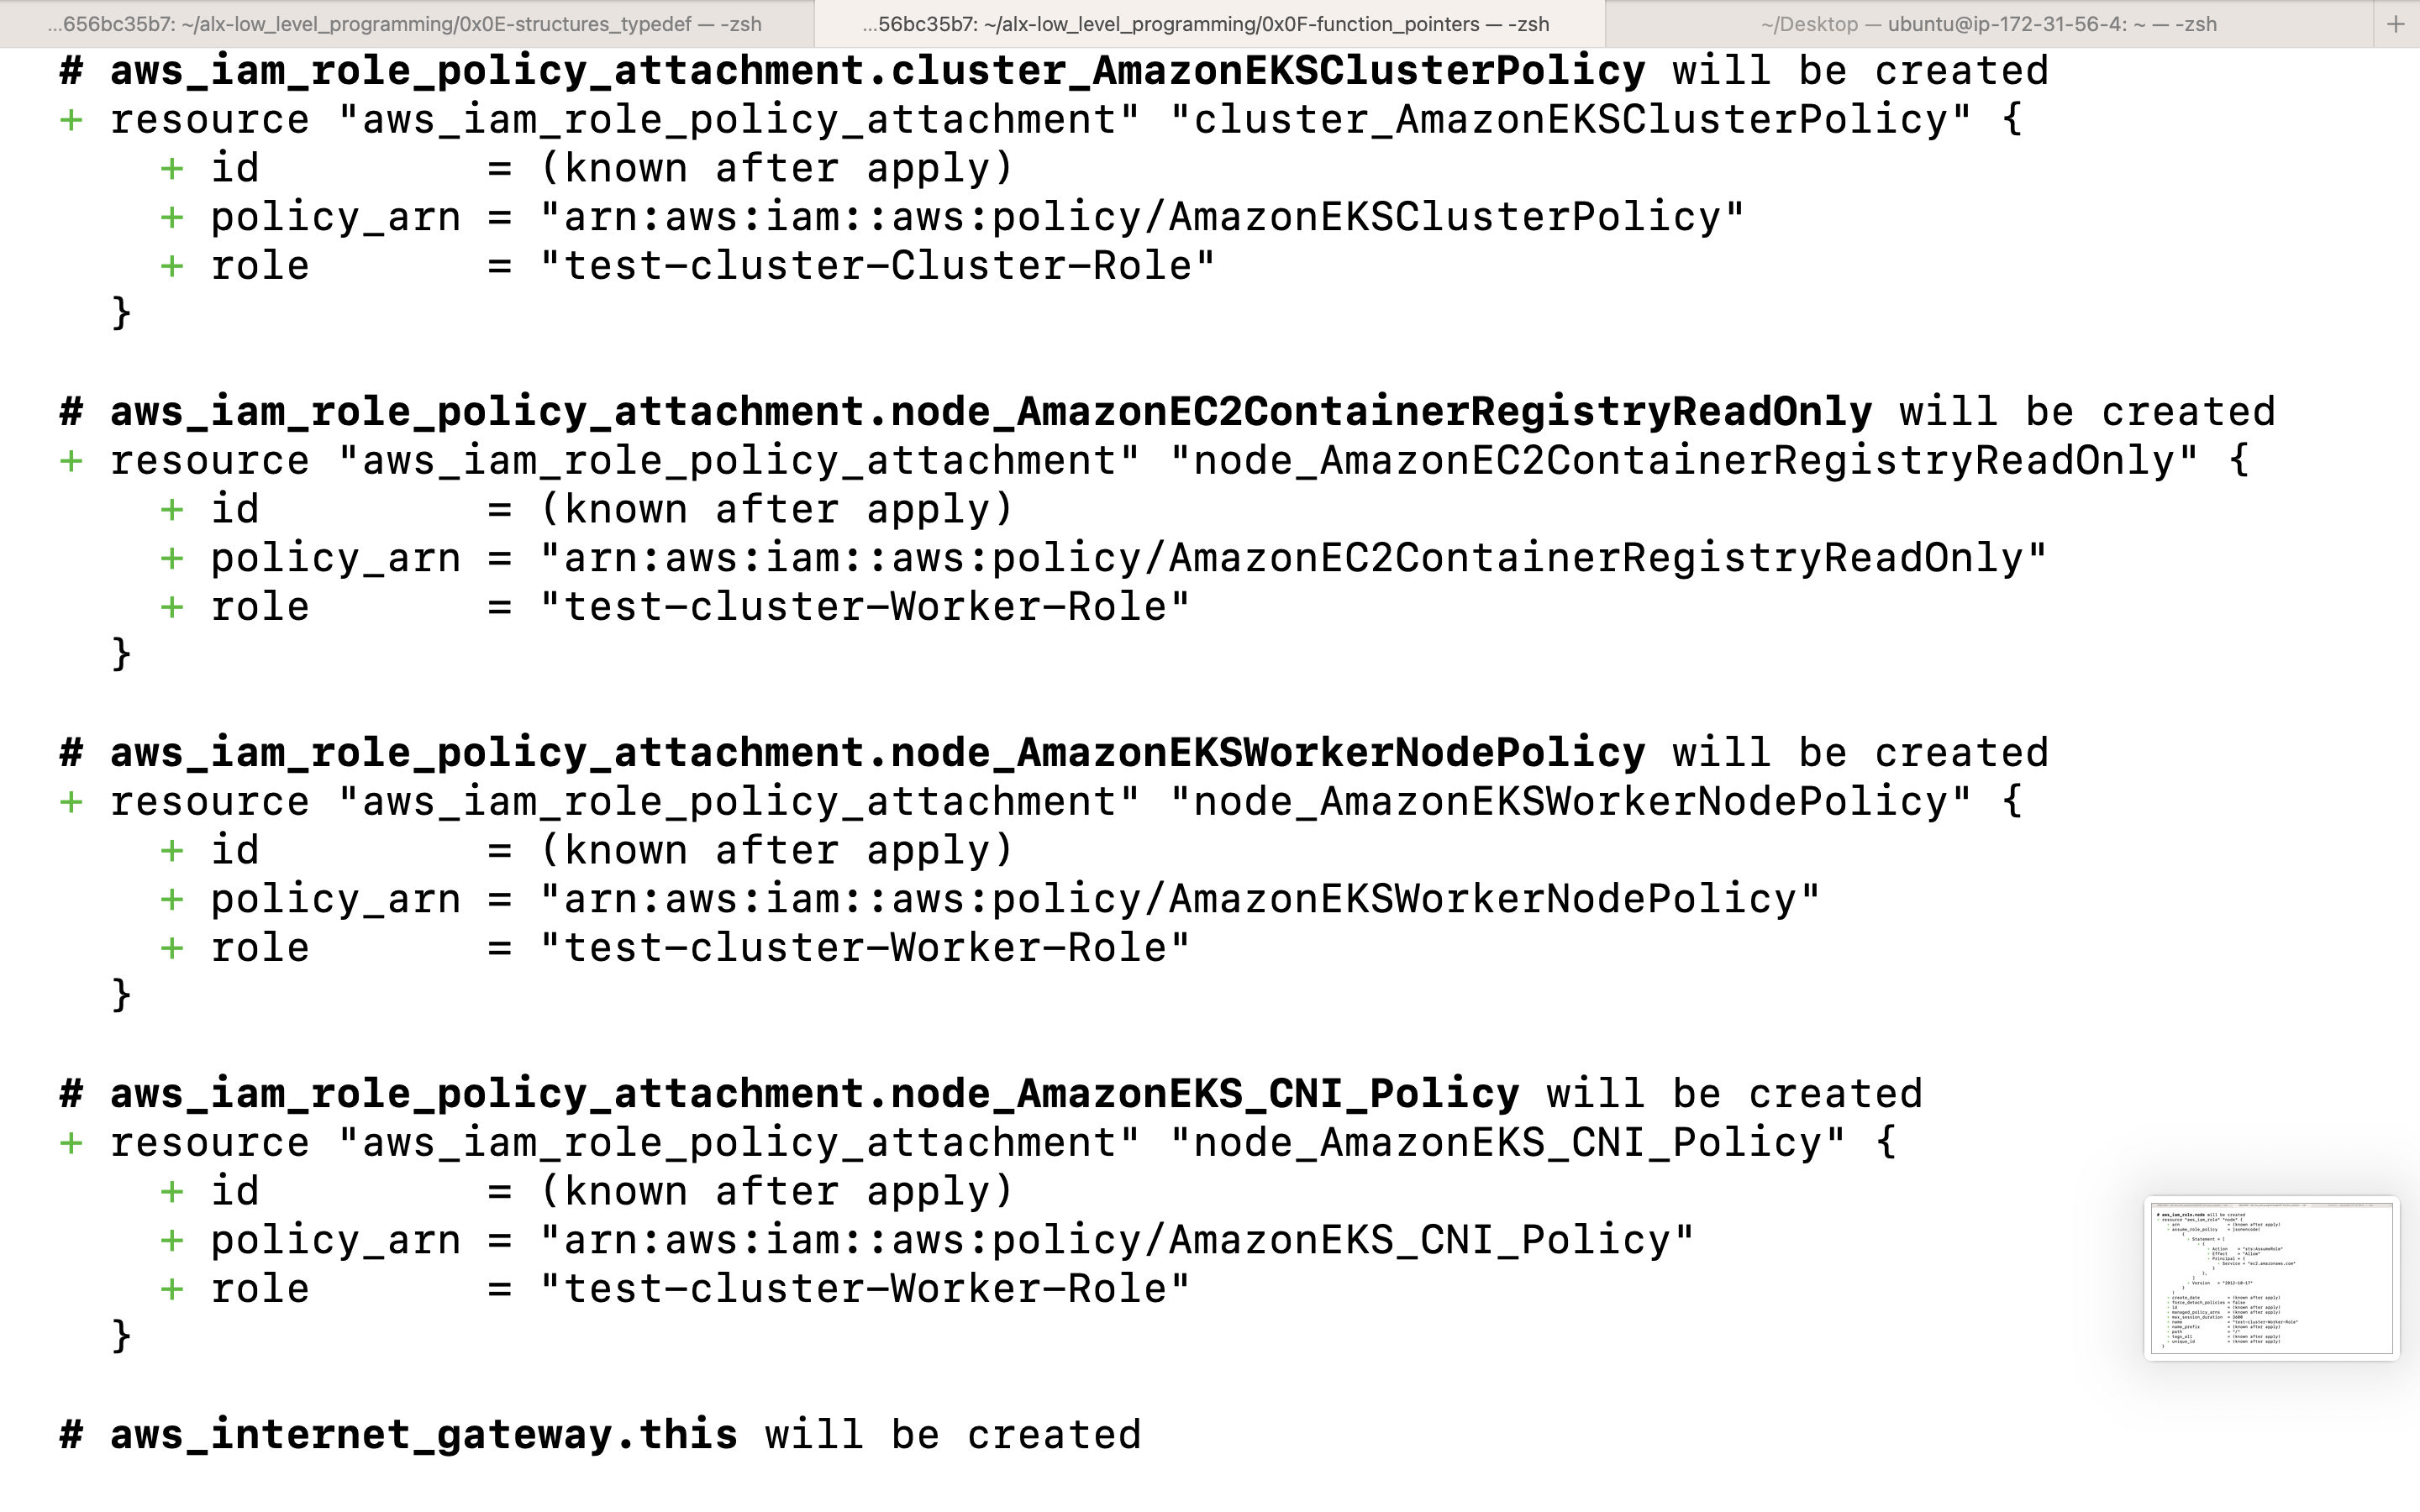 ...656bc35b7: ~/alx-low_level_programming/0x0E-structures_typedef — -zsh
...56bc35b7: ~/alx-low_level_programming/0x0F-function_pointers — -zsh
~/Desktop — ubuntu@ip-172-31-56-4: ~ — -zsh
+
# aws_iam_role_policy_attachment.cluster_AmazonEKSClusterPolicy will be created
+ resource "aws_iam_role_policy_attachment" "cluster_AmazonEKSClusterPolicy" {
+ id = (known after apply)
+ policy_arn = "arn:aws:iam::aws:policy/AmazonEKSClusterPolicy"
+ role = "test-cluster-Cluster-Role"
}
# aws_iam_role_policy_attachment.node_AmazonEC2ContainerRegistryReadOnly will be created
+ resource "aws_iam_role_policy_attachment" "node_AmazonEC2ContainerRegistryReadOnly" {
+ id = (known after apply)
+ policy_arn = "arn:aws:iam::aws:policy/AmazonEC2ContainerRegistryReadOnly"
+ role = "test-cluster-Worker-Role"
}
# aws_iam_role_policy_attachment.node_AmazonEKSWorkerNodePolicy will be created
+ resource "aws_iam_role_policy_attachment" "node_AmazonEKSWorkerNodePolicy" {
+ id = (known after apply)
+ policy_arn = "arn:aws:iam::aws:policy/AmazonEKSWorkerNodePolicy"
+ role = "test-cluster-Worker-Role"
}
# aws_iam_role_policy_attachment.node_AmazonEKS_CNI_Policy will be created
+ resource "aws_iam_role_policy_attachment" "node_AmazonEKS_CNI_Policy" {
+ id = (known after apply)
+ policy_arn = "arn:aws:iam::aws:policy/AmazonEKS_CNI_Policy"
+ role = "test-cluster-Worker-Role"
}
# aws_internet_gateway.this will be created